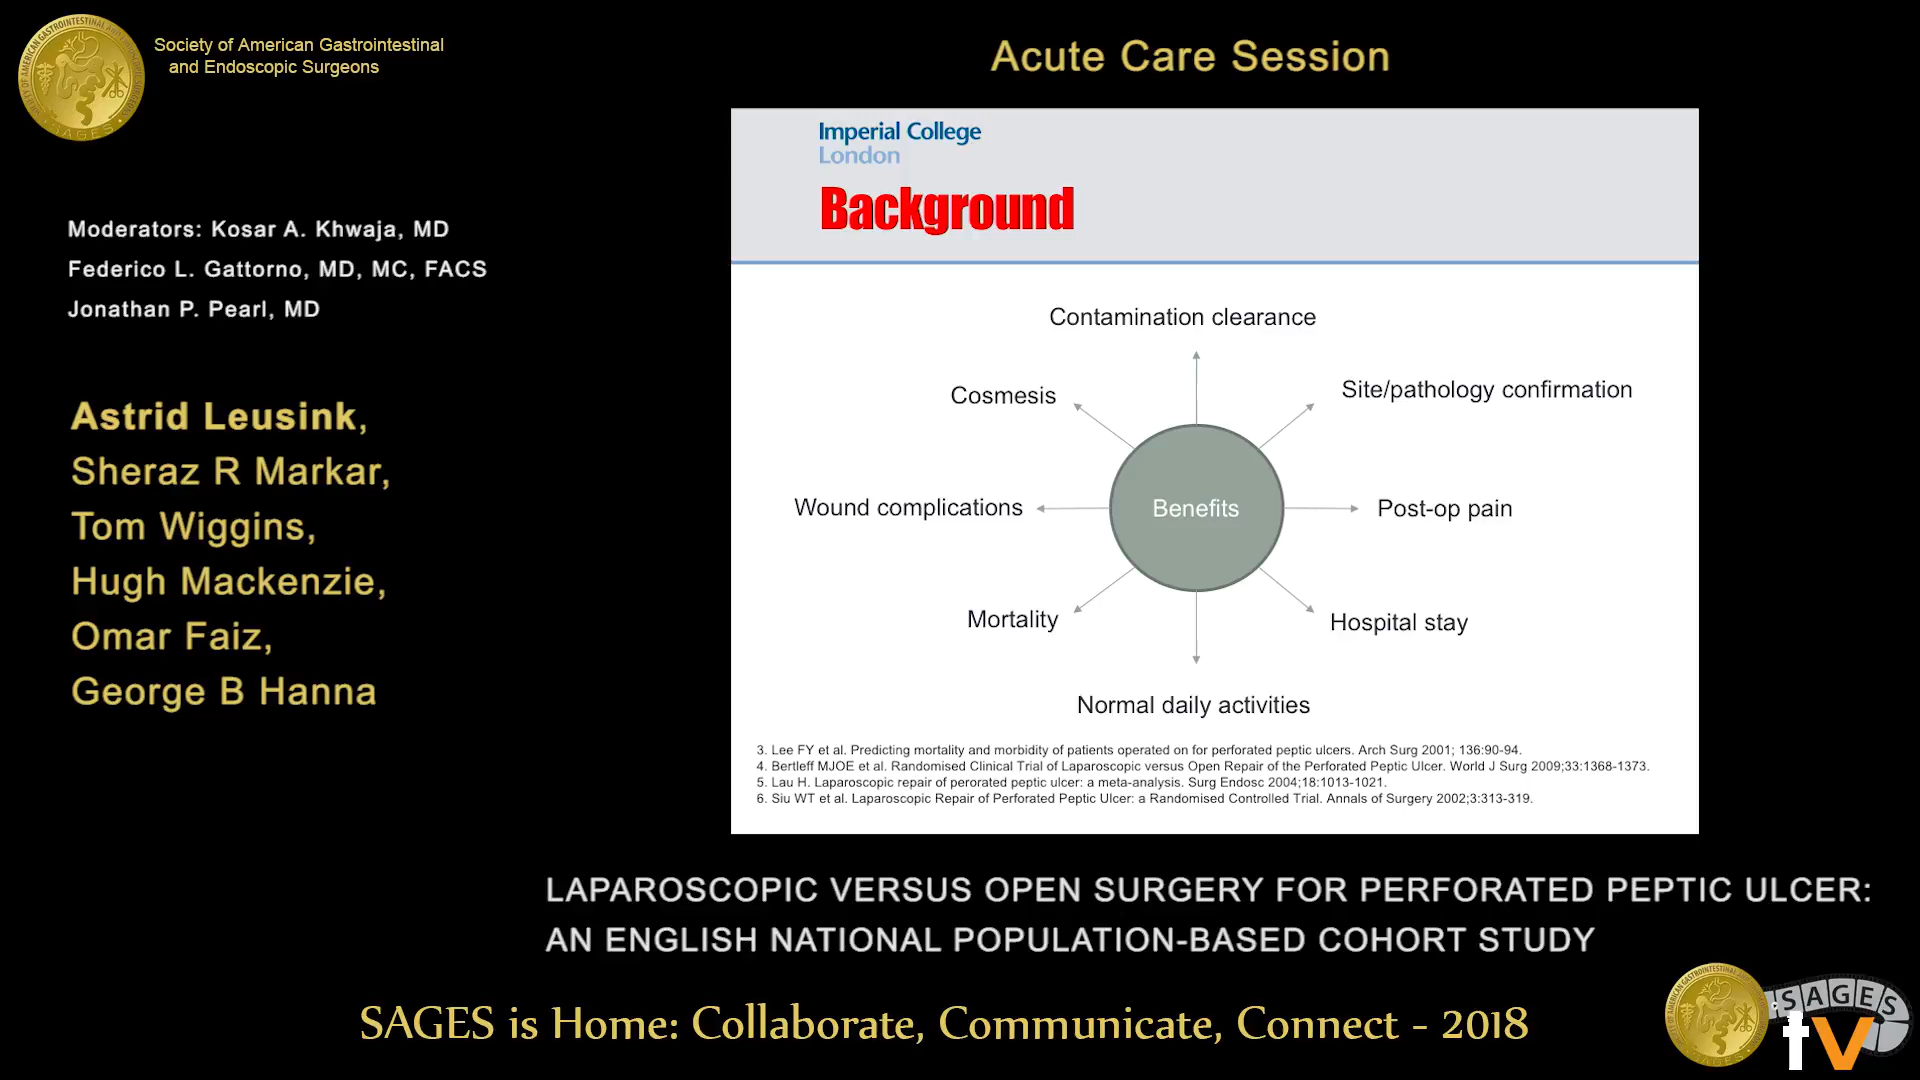 Society of American Gastrointestinal
and Endoscopic Surgeons
Acute Care Session
Moderators: Kosar A. Khwaja, MD
Federico L. Gattorno, MD, MC, FACS
Jonathan P. Pearl, MD
Astrid Leusink,
Sheraz R Markar,
Tom Wiggins,
Hugh Mackenzie,
Omar Faiz,
George B Hanna
Imperial College
London
Background
Contamination clearance
Cosmesis
Site/pathology confirmation
Wound complications
Benefits
Post-op pain
Mortality
Hospital stay
Normal daily activities
3. Lee FY et al. Predicting mortality and morbidity of patients operated on for perforated peptic ulcers. Arch Surg 2001; 136:90-94.
4. Bertleff MJOE et al. Randomised Clinical Trial of Laparoscopic versus Open Repair of the Perforated Peptic Ulcer. World J Surg 2009;33:1368-1373.
5. Lau H. Laparoscopic repair of perorated peptic ulcer: a meta-analysis. Surg Endosc 2004;18:1013-1021.
6. Siu WT et al. Laparoscopic Repair of Perforated Peptic Ulcer: a Randomised Controlled Trial. Annals of Surgery 2002;3:313-319.
LAPAROSCOPIC VERSUS OPEN SURGERY FOR PERFORATED PEPTIC ULCER:
AN ENGLISH NATIONAL POPULATION-BASED COHORT STUDY
SAGES is Home: Collaborate, Communicate, Connect - 2018
SAGES
tV